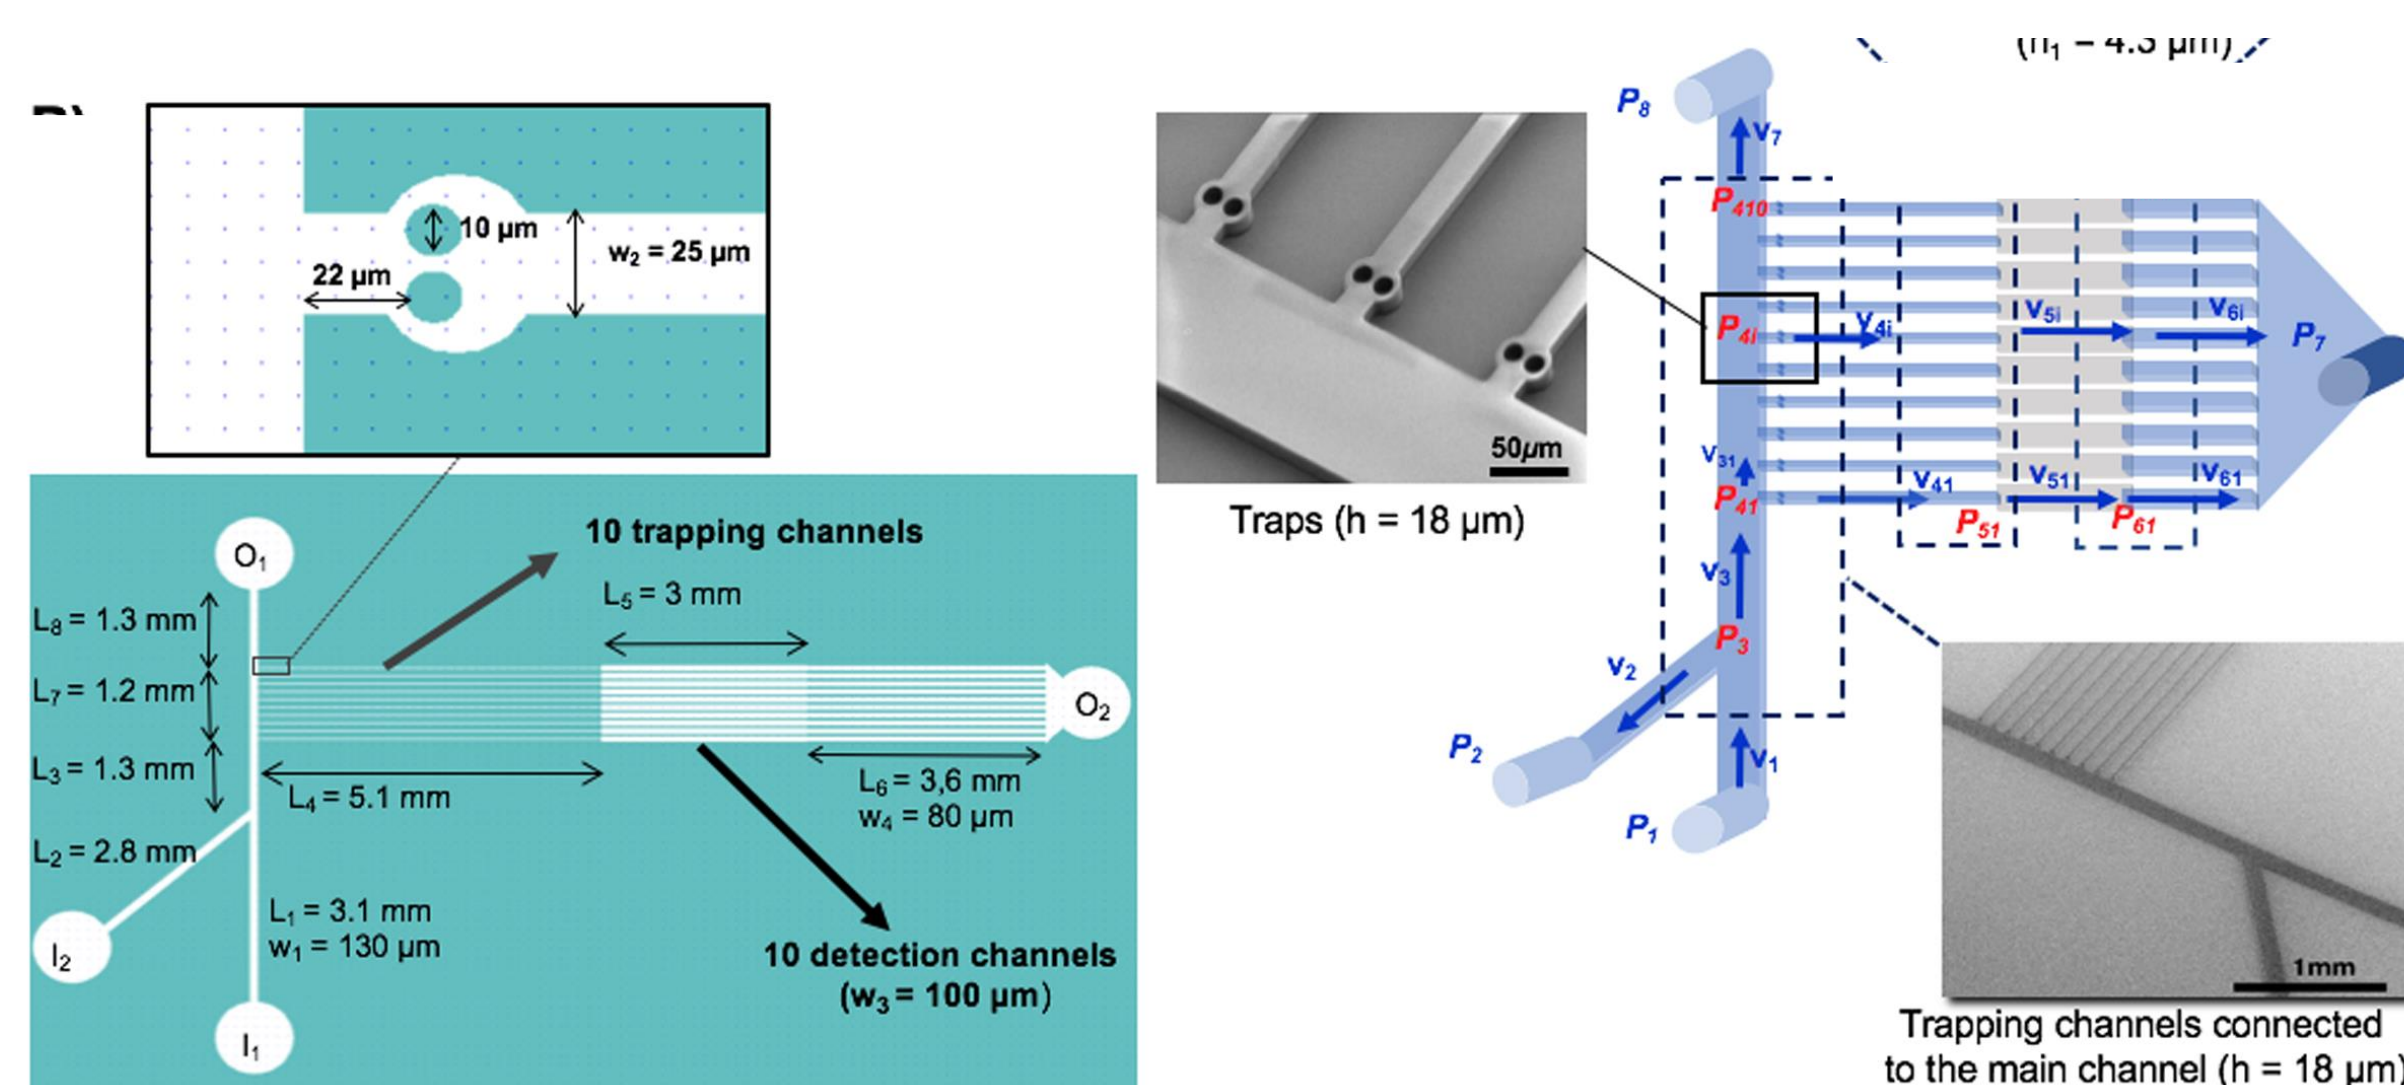 10 µm
w₂ = 25 µm
22 µm
O₁
10 trapping channels
L₅ = 3 mm
L₈ = 1.3 mm
L₇ = 1.2 mm
L₃ = 1.3 mm
L₄ = 5.1 mm
O₂
L₆ = 3,6 mm
w₄ = 80 µm
L₂ = 2.8 mm
L₁ = 3.1 mm
w₁ = 130 µm
I₂
I₁
10 detection channels
(w₃ = 100 µm)
50µm
Traps (h = 18 µm)
P₈
v₇
P₄₁₀
P₄ᵢ
v₄ᵢ
v₅ᵢ
v₆ᵢ
P₇
v₃₁
P₄₁
v₄₁
v₅₁
v₆₁
P₅₁
P₆₁
v₃
P₃
v₂
P₂
v₁
P₁
1mm
Trapping channels connected
to the main channel (h = 18 µm)